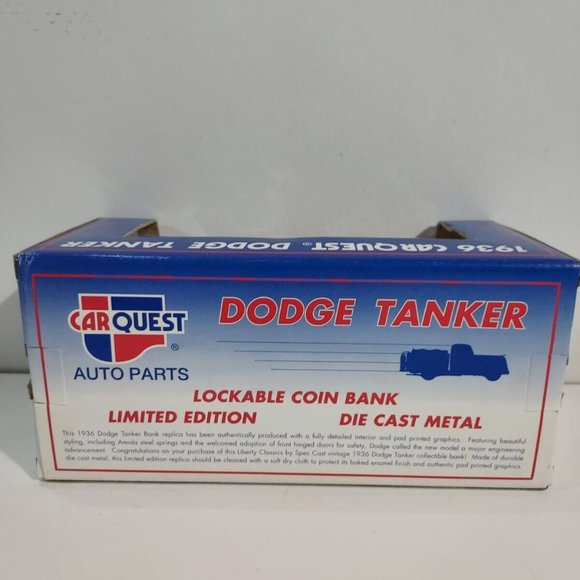 1936 CARQUEST® DODGE TANKER
CARQUEST®
AUTO PARTS
DODGE TANKER
LOCKABLE COIN BANK
LIMITED EDITION DIE CAST METAL
This 1936 Dodge Tanker Bank replica has been authentically produced with a fully detailed interior and pad printed graphics. Featuring beautiful
styling, including Amola steel springs and the welcomed adoption of front hinged doors for safety, Dodge called the new model a major engineering
advancement. Congratulations on your purchase of this Liberty Classics by Spec Cast vintage 1936 Dodge Tanker collectible bank! Made of durable
die cast metal, this limited edition replica should be cleaned with a soft dry cloth to protect its baked enamel finish and authentic pad printed graphics.